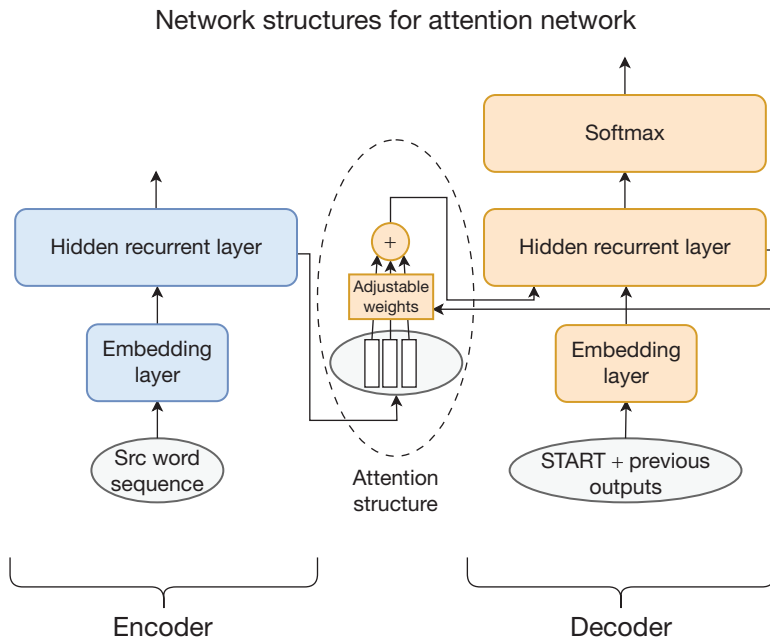 Network structures for attention network
Softmax
Hidden recurrent layer
+
Hidden recurrent layer
Adjustable
weights
Embedding
layer
Embedding
layer
Src word
sequence
START + previous
outputs
Attention
structure
Encoder
Decoder